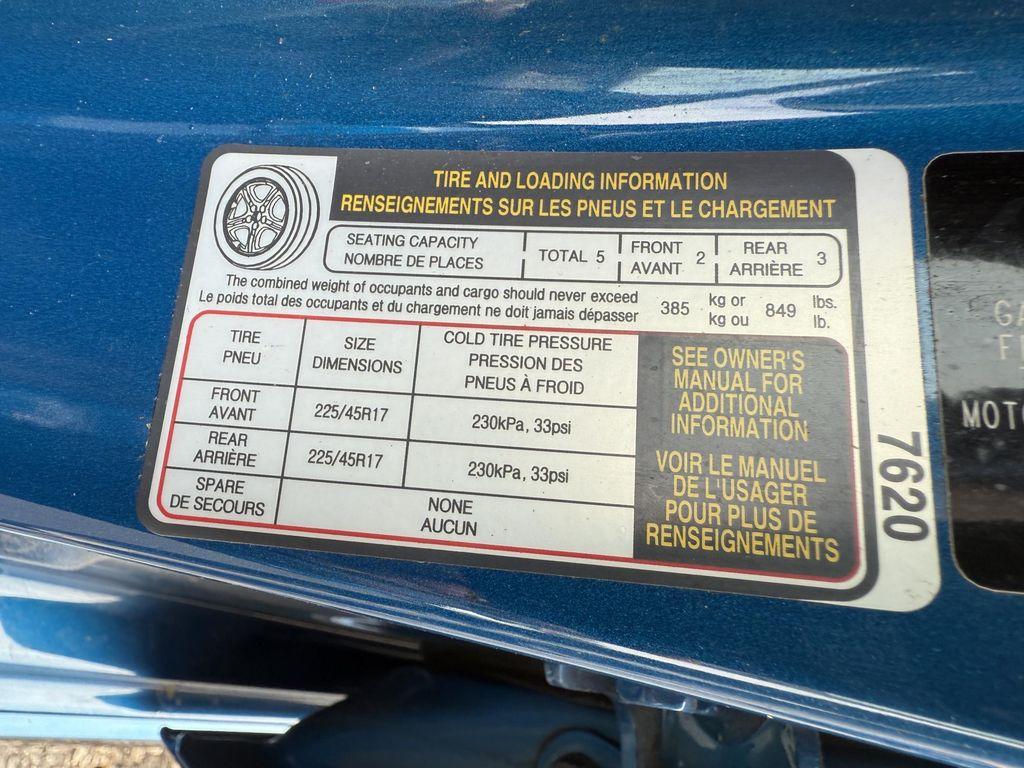 TIRE AND LOADING INFORMATION
RENSEIGNEMENTS SUR LES PNEUS ET LE CHARGEMENT
SEATING CAPACITY
NOMBRE DE PLACES
TOTAL 5
FRONT
AVANT
2
REAR
ARRIÈRE
3
The combined weight of occupants and cargo should never exceed
Le poids total des occupants et du chargement ne doit jamais dépasser
385
kg or
kg ou
849
lbs.
lb.
TIRE
PNEU
SIZE
DIMENSIONS
COLD TIRE PRESSURE
PRESSION DES
PNEUS À FROID
FRONT
AVANT
225/45R17
230kPa, 33psi
REAR
ARRIÈRE
225/45R17
230kPa, 33psi
SPARE
DE SECOURS
NONE
AUCUN
SEE OWNER'S
MANUAL FOR
ADDITIONAL
INFORMATION
VOIR LE MANUEL
DE L'USAGER
POUR PLUS DE
RENSEIGNEMENTS
7620